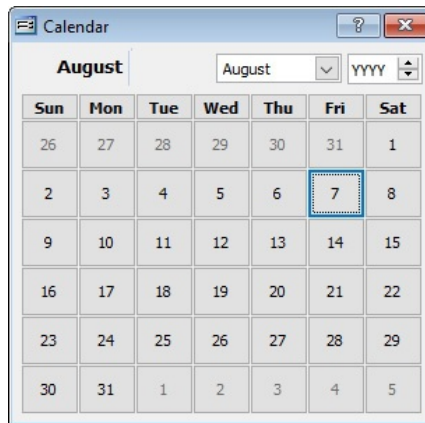 Calendar ?
August August YYYY
Sun Mon Tue Wed Thu Fri Sat
26 27 28 29 30 31 1
2 3 4 5 6 7 8
9 10 11 12 13 14 15
16 17 18 19 20 21 22
23 24 25 26 27 28 29
30 31 1 2 3 4 5